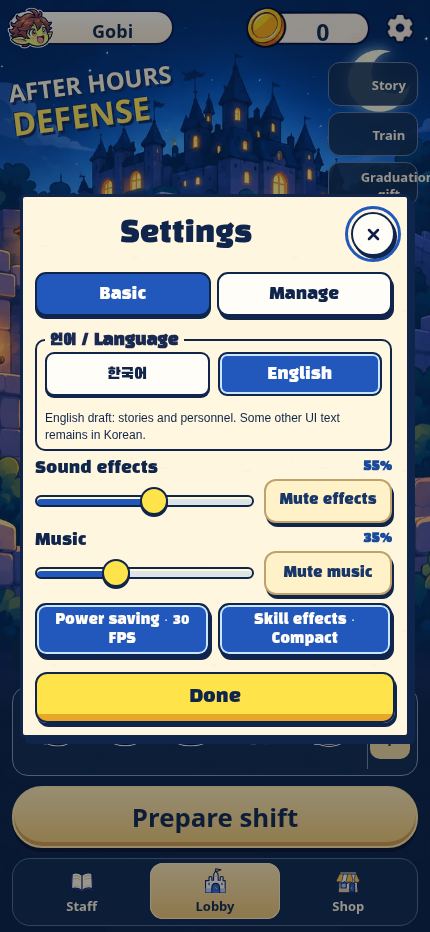 Gobi
0
AFTER HOURS
DEFENSE
Story
Train
Graduation
gift
Settings
Basic
Manage
언어 / Language
한국어
English
English draft: stories and personnel. Some other UI text
remains in Korean.
Sound effects
55%
Mute effects
Music
35%
Mute music
Power saving · 30
FPS
Skill effects ·
Compact
Done
Prepare shift
Staff
Lobby
Shop